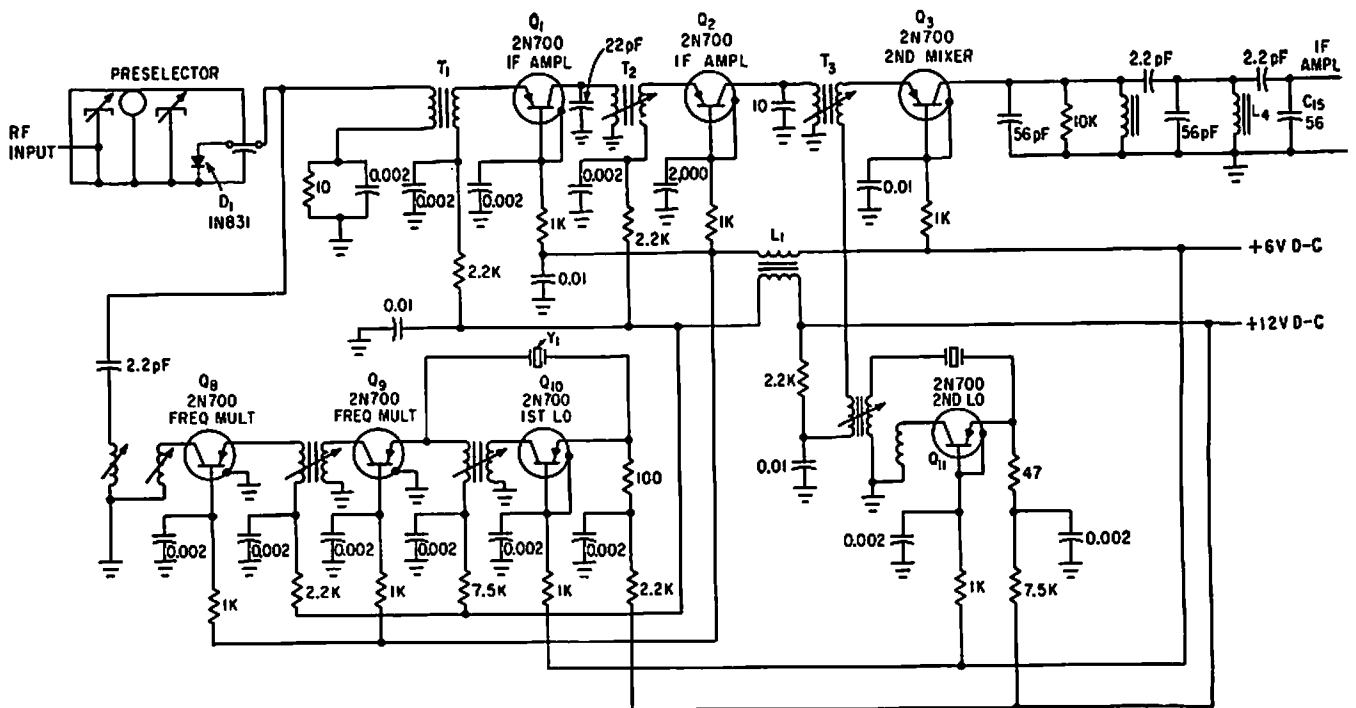 Q1
2N700
IF AMPL
22pF
Q2
2N700
IF AMPL
Q3
2N700
2ND MIXER
2.2pF
2.2pF
IF
AMPL
PRESELECTOR
T1
T2
T3
RF
INPUT
D1
IN831
10
0.002
0.002
0.002
0.002
2,000
10
0.01
56pF
10K
56pF
L4
C15
56
1K
2.2K
1K
1K
2.2K
0.01
L1
+6V D-C
0.01
+12V D-C
Y1
2.2pF
Q8
2N700
FREQ MULT
Q9
2N700
FREQ MULT
Q10
2N700
1ST LO
2.2K
2N700
2ND LO
Q11
0.01
100
47
0.002
0.002
0.002
0.002
0.002
0.002
0.002
0.002
1K
2.2K
1K
7.5K
1K
2.2K
1K
7.5K